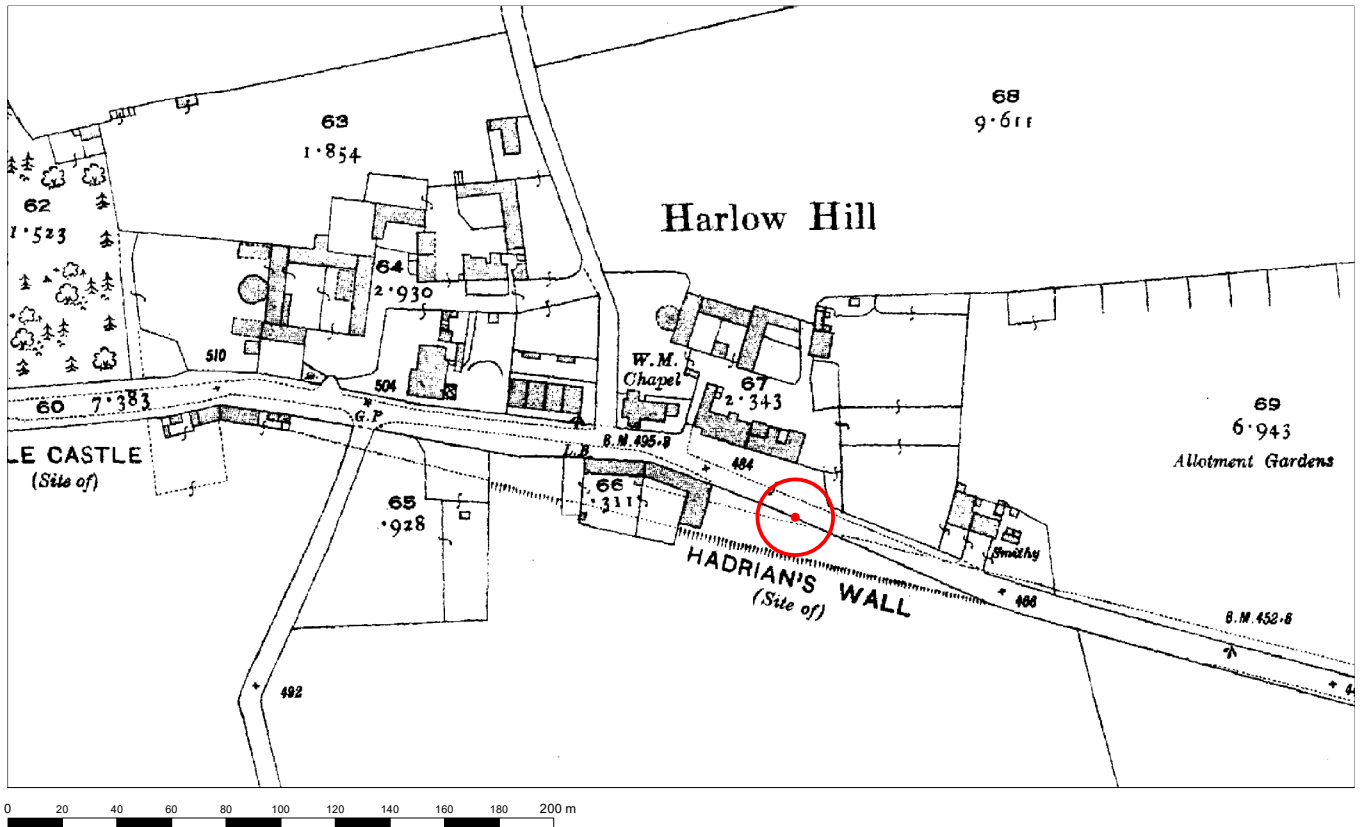 68
9·611
63
1·854
Harlow Hill
62
1·523
64
2·930
510
504
W.M.
Chapel
67
2·343
60 7·383
G.P.
B.M.495·8
L.B.
484
69
6·943
Allotment Gardens
LE CASTLE
(Site of)
66
·311
65
·928
HADRIAN'S WALL
(Site of)
Smithy
466
B.M.452·6
492
44
0 20 40 60 80 100 120 140 160 180 200 m